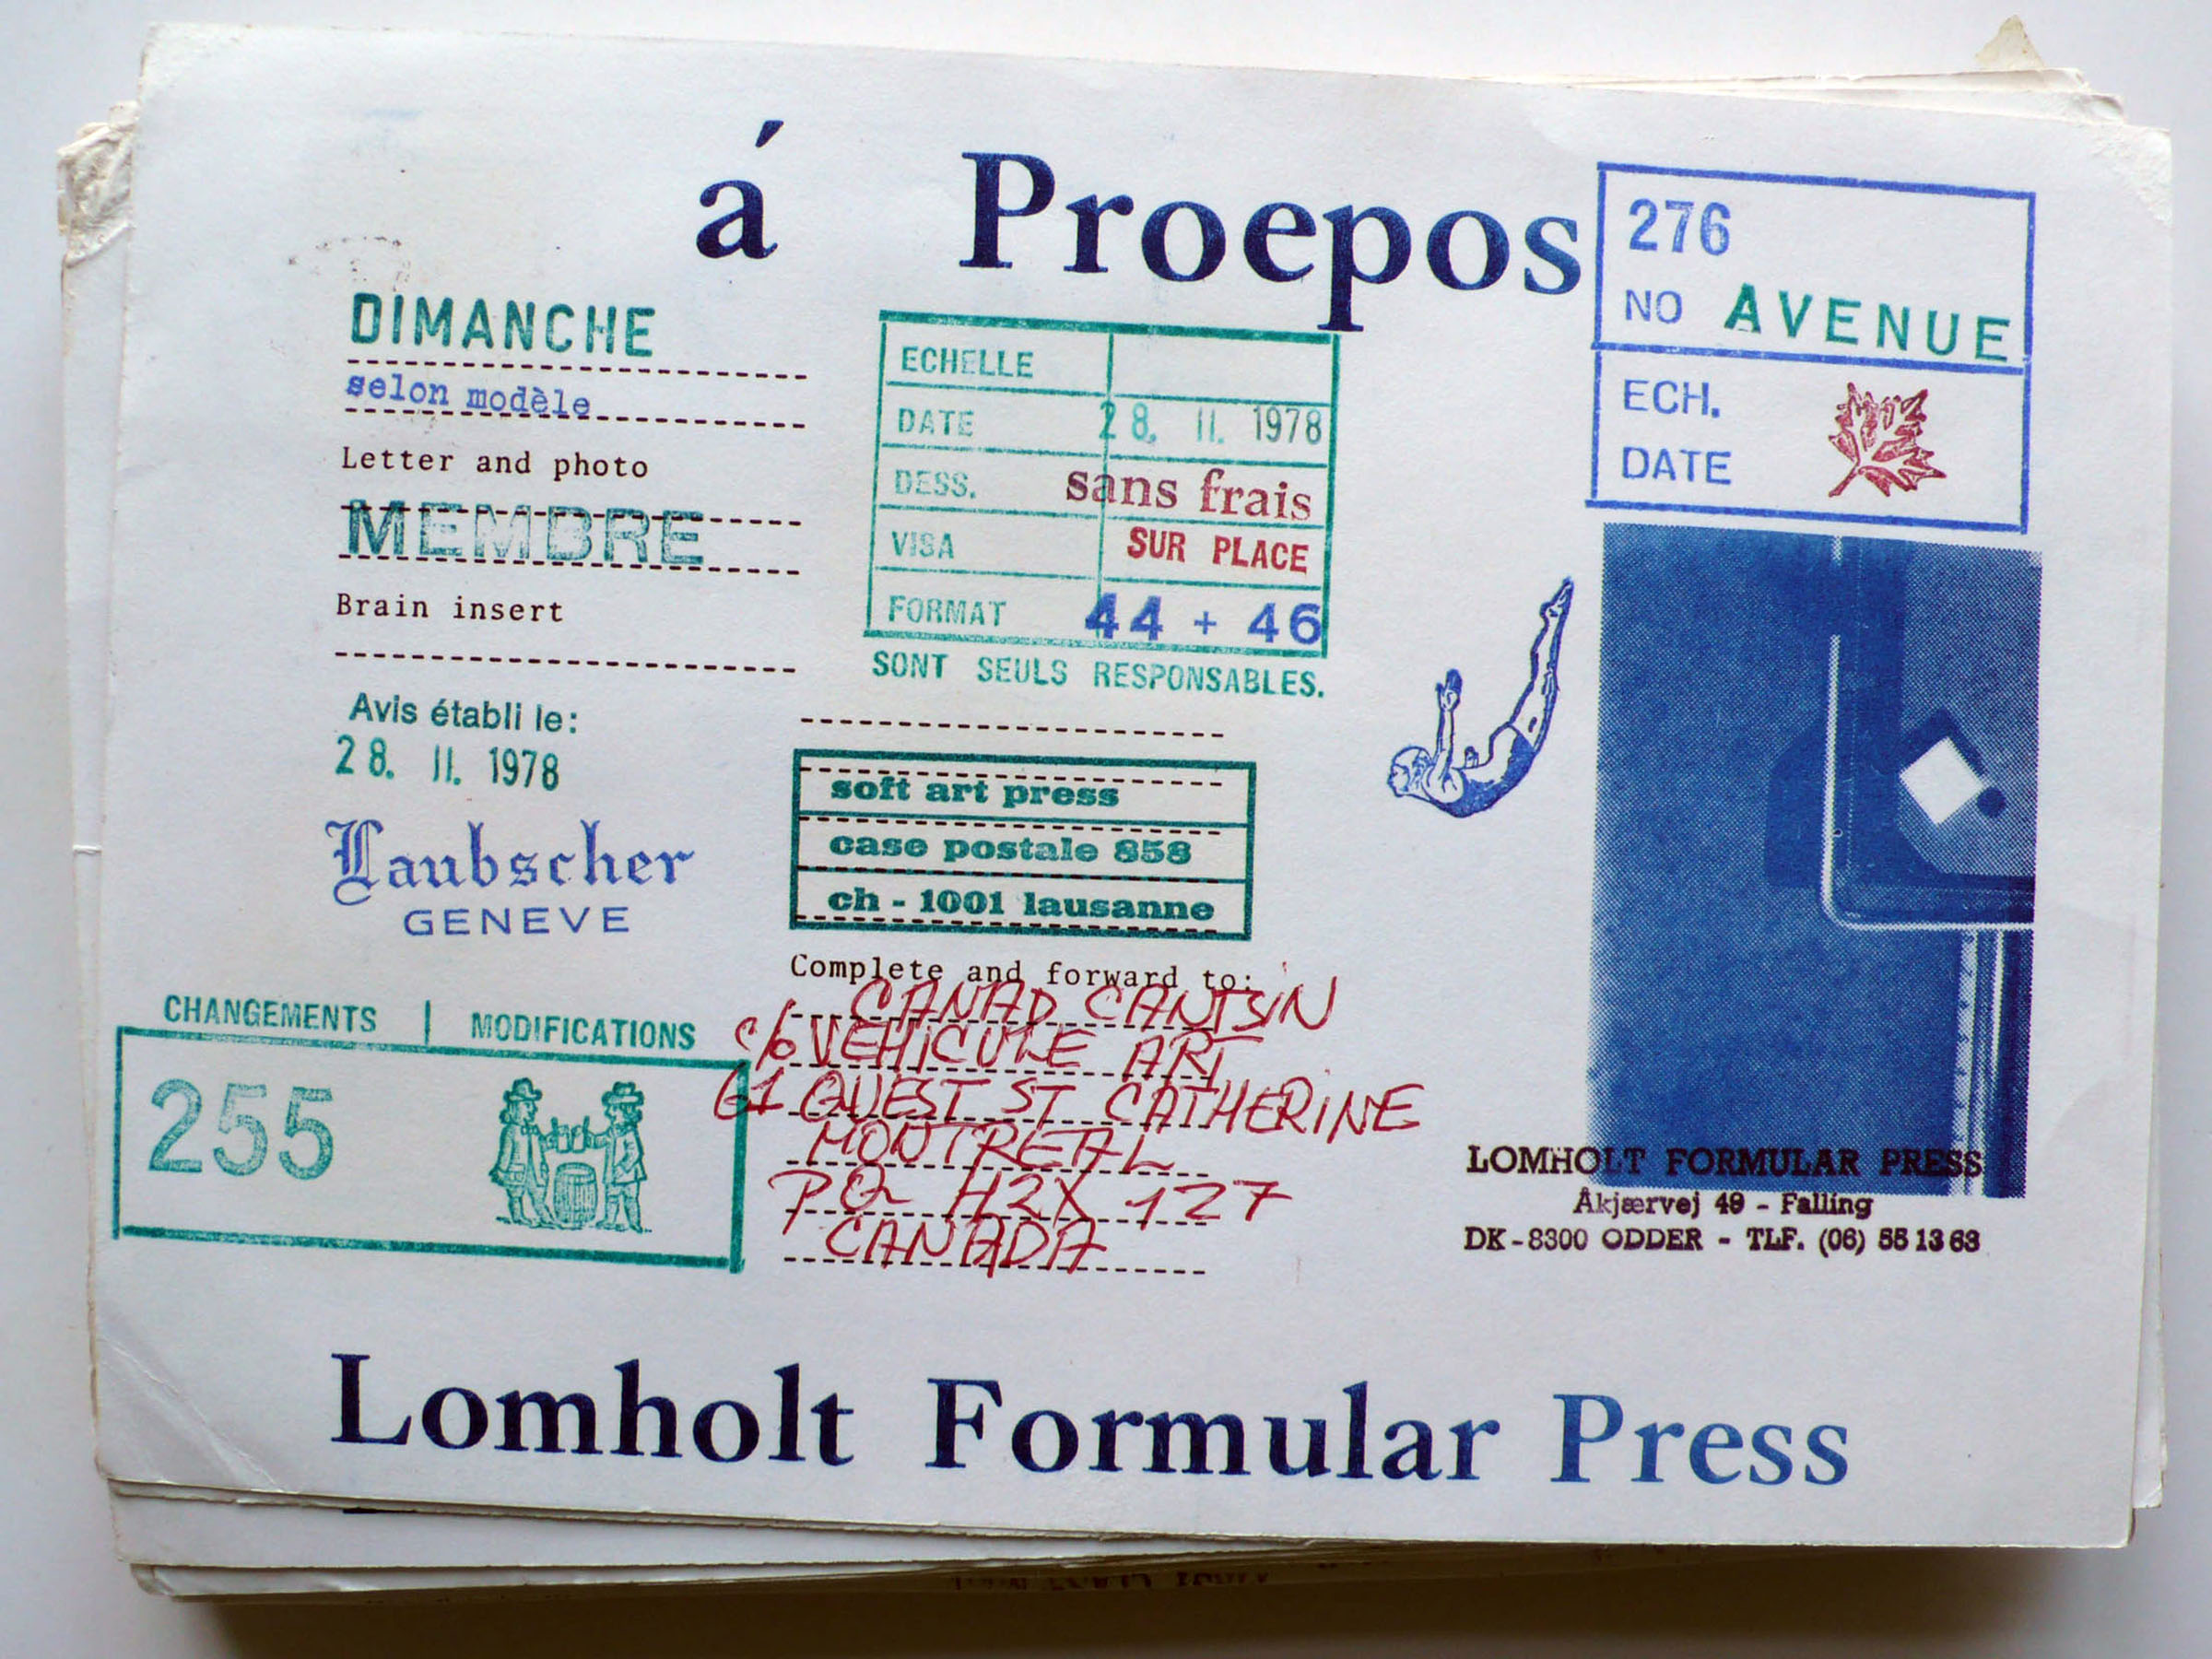 á Proepos
276
NO AVENUE
ECH.
DATE
DIMANCHE
selon modèle
Letter and photo
MEMBRE
Brain insert
Avis établi le:
28. II. 1978
Laubscher
GENEVE
ECHELLE
DATE 28. II. 1978
DESS. sans frais
VISA SUR PLACE
FORMAT 44 + 46
SONT SEULS RESPONSABLES.
soft art press
case postale 858
ch - 1001 lausanne
CHANGEMENTS | MODIFICATIONS
255
Complete and forward to:
CANAD CANTSIN
c/o VEHICULE ART
61 OUEST ST CATHERINE
MONTREAL
PQ H2X 1Z7
CANADA
LOMHOLT FORMULAR PRESS
Akjærvej 49 - Falling
DK-8300 ODDER - TLF. (06) 55 13 63
Lomholt Formular Press